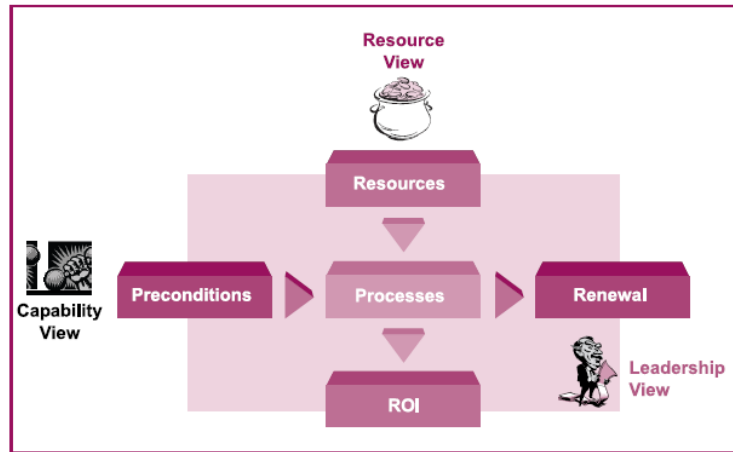 Resource
View
Resources
Preconditions
Processes
Renewal
Capability
View
ROI
Leadership
View